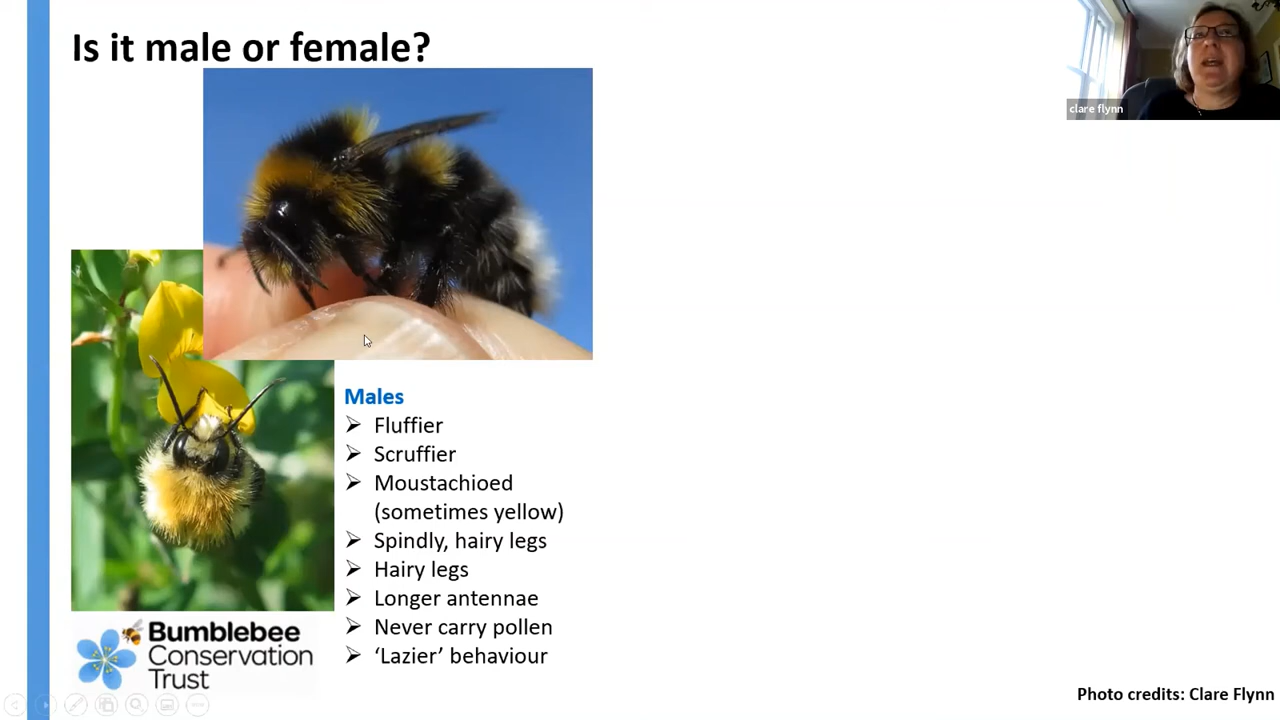 Is it male or female?
clare flynn
Males
Fluffier
Scruffier
Moustachioed
(sometimes yellow)
Spindly, hairy legs
Hairy legs
Longer antennae
Never carry pollen
‘Lazier’ behaviour
Bumblebee
Conservation
Trust
Photo credits: Clare Flynn